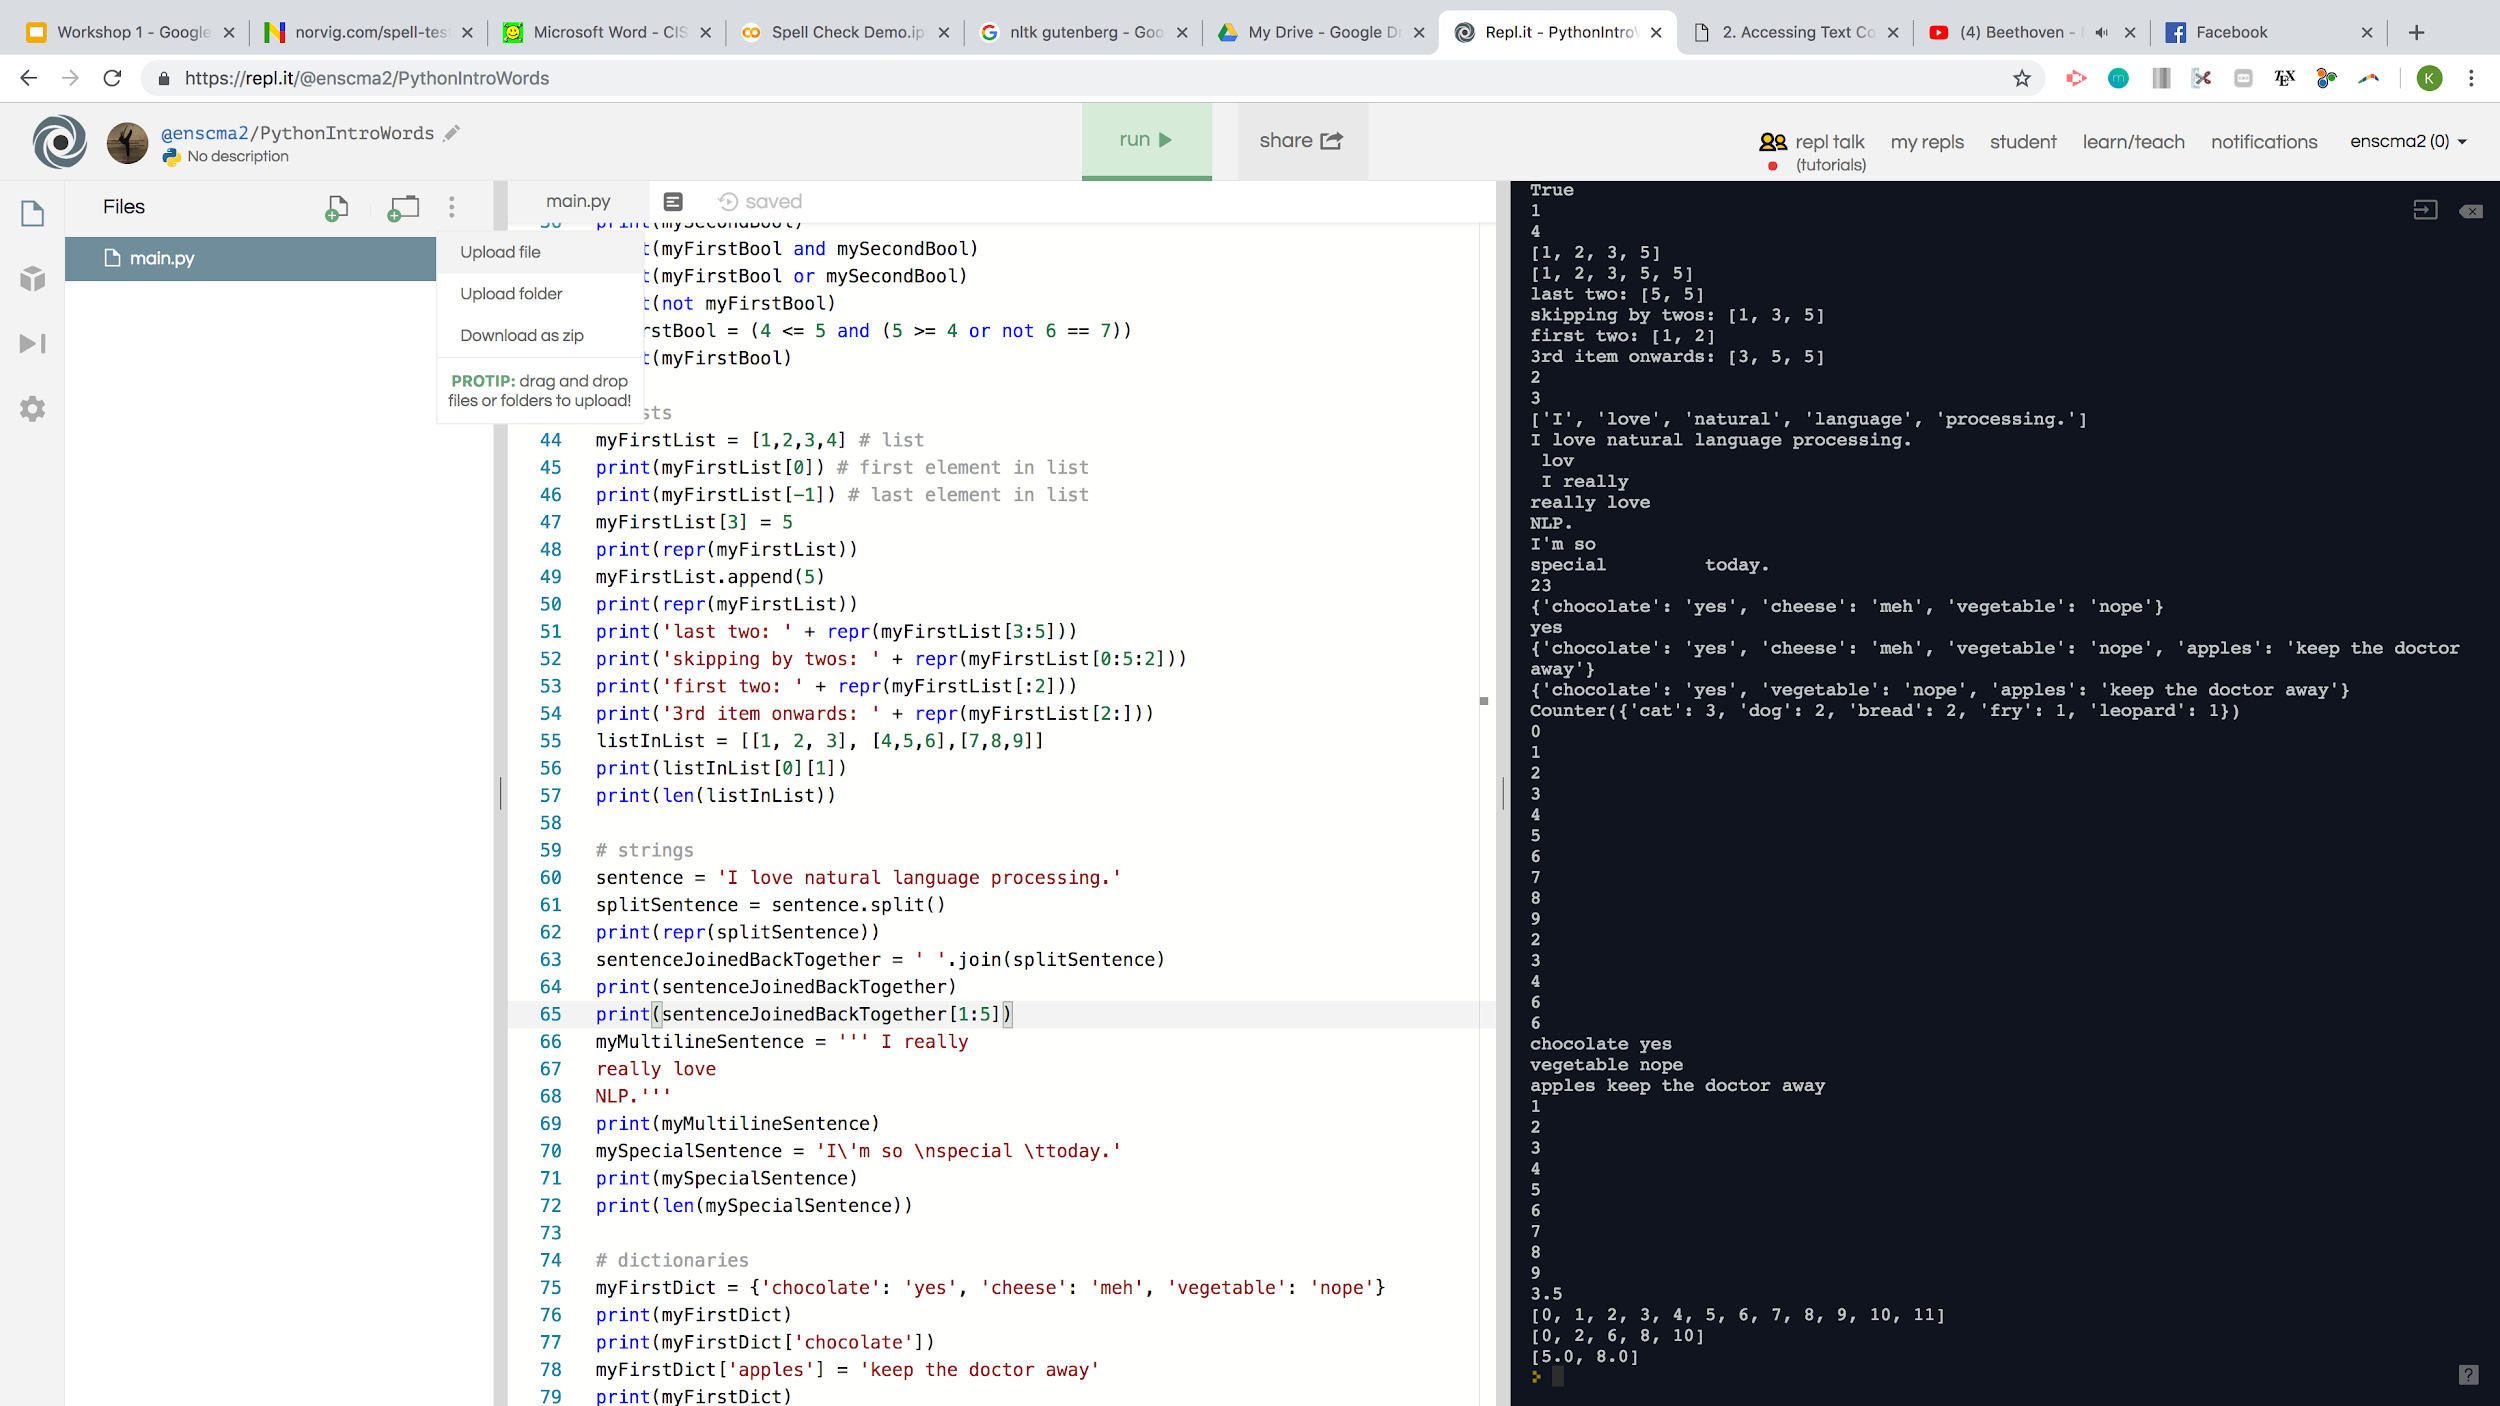 Workshop 1 - Google
norvig.com/spell-tes
Microsoft Word - CIS
Spell Check Demo.ip
nltk gutenberg - Goo
My Drive - Google D
Repl.it - PythonIntro
2. Accessing Text Co
(4) Beethoven -
Facebook
https://repl.it/@enscma2/PythonIntroWords
@enscma2/PythonIntroWords
No description
run
share
repl talk
(tutorials)
my repls
student
learn/teach
notifications
enscma2 (0)
Files
main.py
Upload file
Upload folder
Download as zip
PROTIP: drag and drop
files or folders to upload!
main.py
saved
print(mySecondBool)
t(myFirstBool and mySecondBool)
t(myFirstBool or mySecondBool)
t(not myFirstBool)
rstBool = (4 <= 5 and (5 >= 4 or not 6 == 7))
t(myFirstBool)
sts
44 myFirstList = [1,2,3,4] # list
45 print(myFirstList[0]) # first element in list
46 print(myFirstList[-1]) # last element in list
47 myFirstList[3] = 5
48 print(repr(myFirstList))
49 myFirstList.append(5)
50 print(repr(myFirstList))
51 print('last two: ' + repr(myFirstList[3:5]))
52 print('skipping by twos: ' + repr(myFirstList[0:5:2]))
53 print('first two: ' + repr(myFirstList[:2]))
54 print('3rd item onwards: ' + repr(myFirstList[2:]))
55 listInList = [[1, 2, 3], [4,5,6],[7,8,9]]
56 print(listInList[0][1])
57 print(len(listInList))
58
59 # strings
60 sentence = 'I love natural language processing.'
61 splitSentence = sentence.split()
62 print(repr(splitSentence))
63 sentenceJoinedBackTogether = ' '.join(splitSentence)
64 print(sentenceJoinedBackTogether)
65 print(sentenceJoinedBackTogether[1:5])
66 myMultilineSentence = ''' I really
67 really love
68 NLP.'''
69 print(myMultilineSentence)
70 mySpecialSentence = 'I\'m so \nspecial \ttoday.'
71 print(mySpecialSentence)
72 print(len(mySpecialSentence))
73
74 # dictionaries
75 myFirstDict = {'chocolate': 'yes', 'cheese': 'meh', 'vegetable': 'nope'}
76 print(myFirstDict)
77 print(myFirstDict['chocolate'])
78 myFirstDict['apples'] = 'keep the doctor away'
79 print(myFirstDict)
True
1
4
[1, 2, 3, 5]
[1, 2, 3, 5, 5]
last two: [5, 5]
skipping by twos: [1, 3, 5]
first two: [1, 2]
3rd item onwards: [3, 5, 5]
2
3
['I', 'love', 'natural', 'language', 'processing.']
I love natural language processing.
lov
I really
really love
NLP.
I'm so
special today.
23
{'chocolate': 'yes', 'cheese': 'meh', 'vegetable': 'nope'}
yes
{'chocolate': 'yes', 'cheese': 'meh', 'vegetable': 'nope', 'apples': 'keep the doctor
away'}
{'chocolate': 'yes', 'vegetable': 'nope', 'apples': 'keep the doctor away'}
Counter({'cat': 3, 'dog': 2, 'bread': 2, 'fry': 1, 'leopard': 1})
0
1
2
3
4
5
6
7
8
9
2
3
4
6
6
chocolate yes
vegetable nope
apples keep the doctor away
1
2
3
4
5
6
7
8
9
3.5
[0, 1, 2, 3, 4, 5, 6, 7, 8, 9, 10, 11]
[0, 2, 6, 8, 10]
[5.0, 8.0]